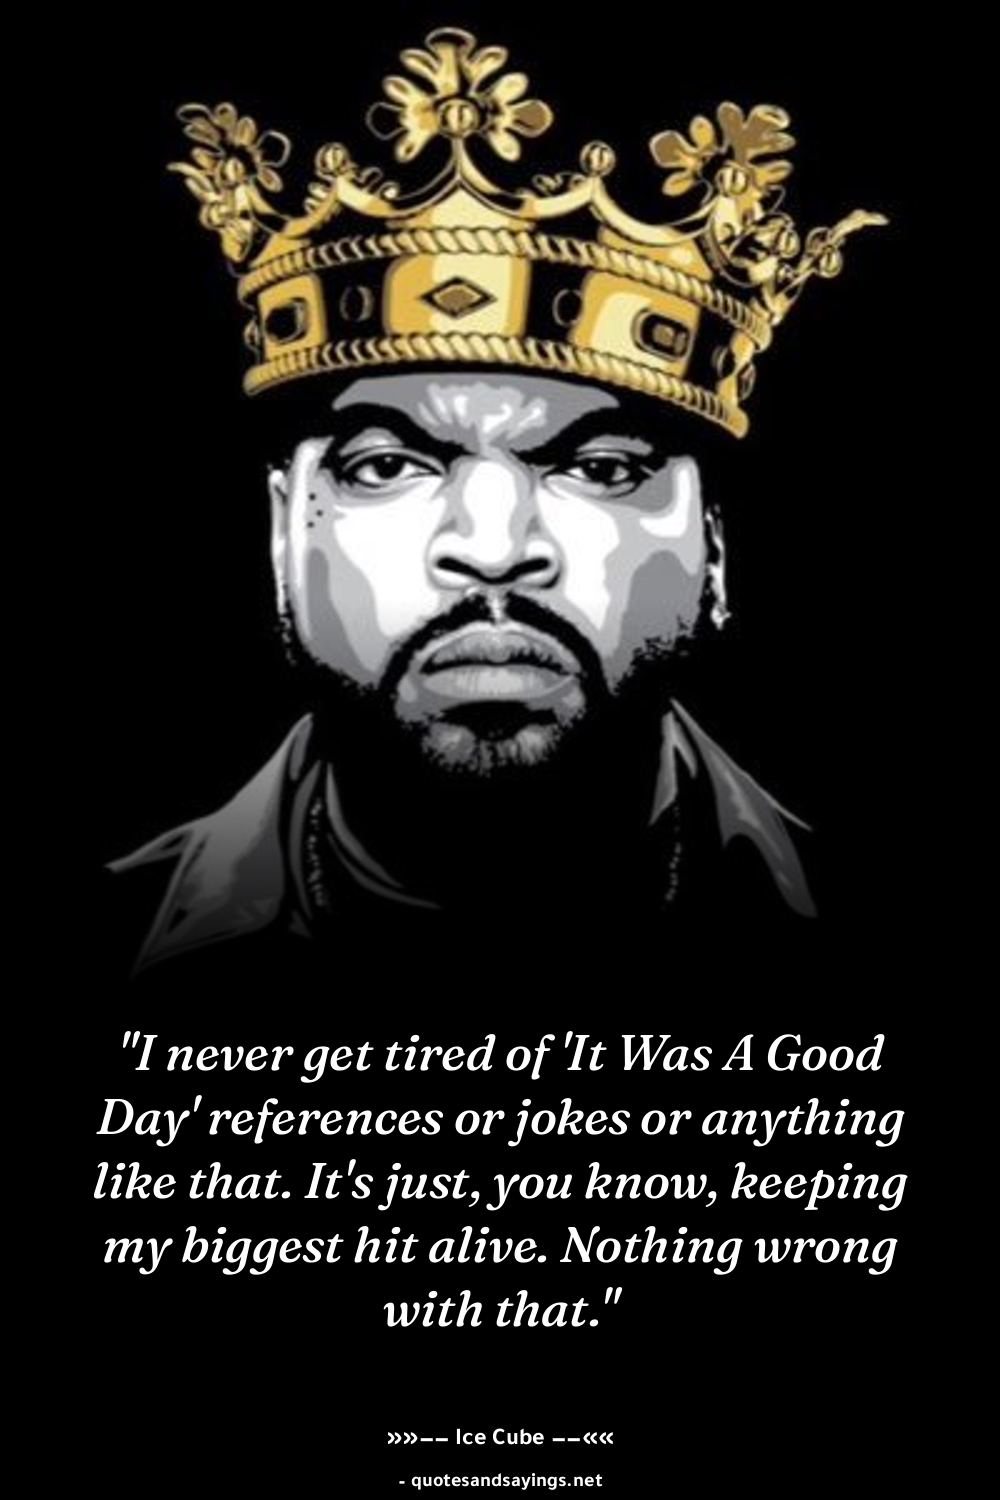 "I never get tired of 'It Was A Good
Day' references or jokes or anything
like that. It's just, you know, keeping
my biggest hit alive. Nothing wrong
with that."
»»−− Ice Cube −−««
- quotesandsayings.net